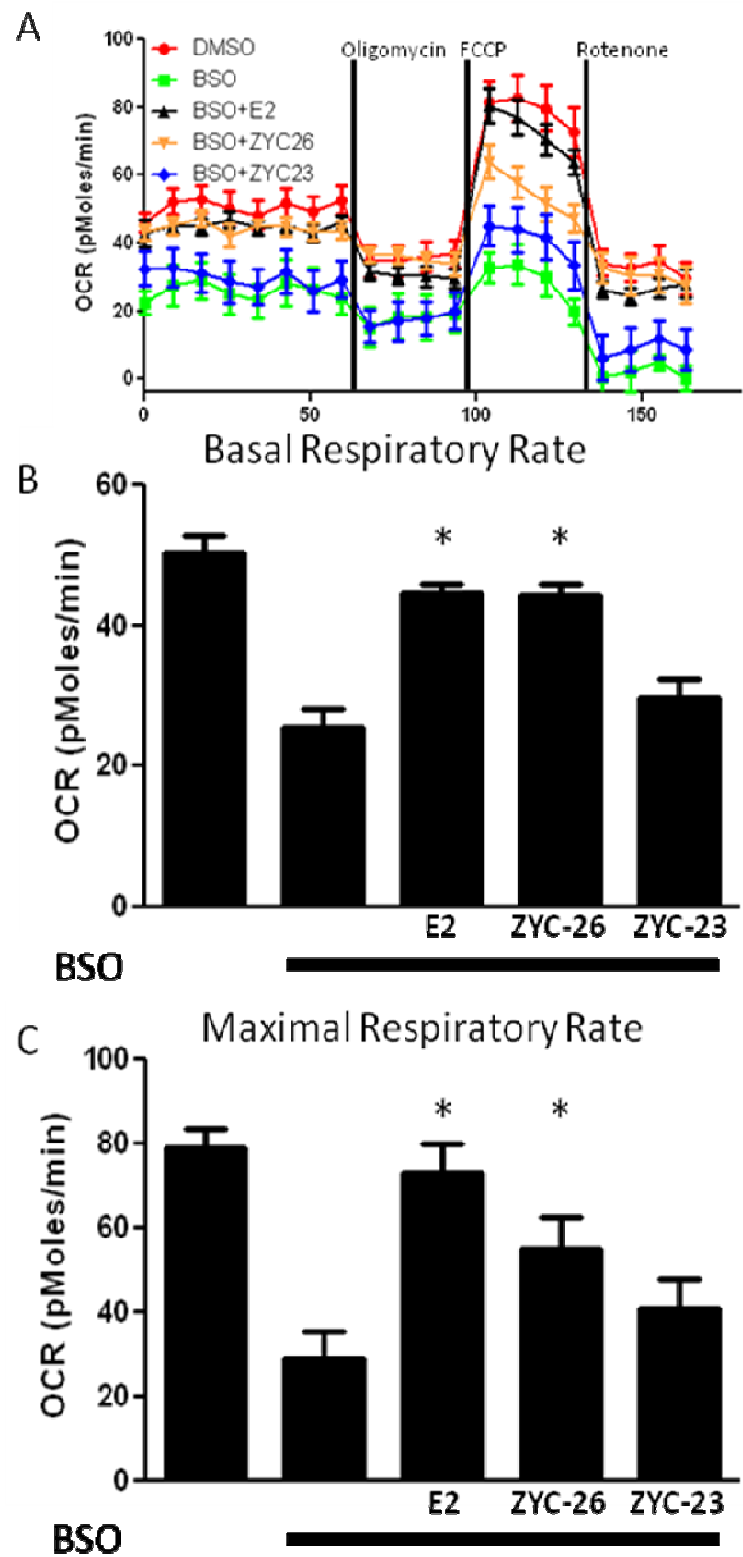 A
100
80
60
40
20
0
OCR (pMoles/min)
DMSO
BSO
BSO+E2
BSO+ZYC26
BSO+ZYC23
Oligomycin
FCCP
Rotenone
0
50
100
150
Basal Respiratory Rate
B
60
40
20
0
OCR (pMoles/min)
*
*
E2
ZYC-26
ZYC-23
BSO
Maximal Respiratory Rate
C
100
80
60
40
20
0
OCR (pMoles/min)
*
*
E2
ZYC-26
ZYC-23
BSO